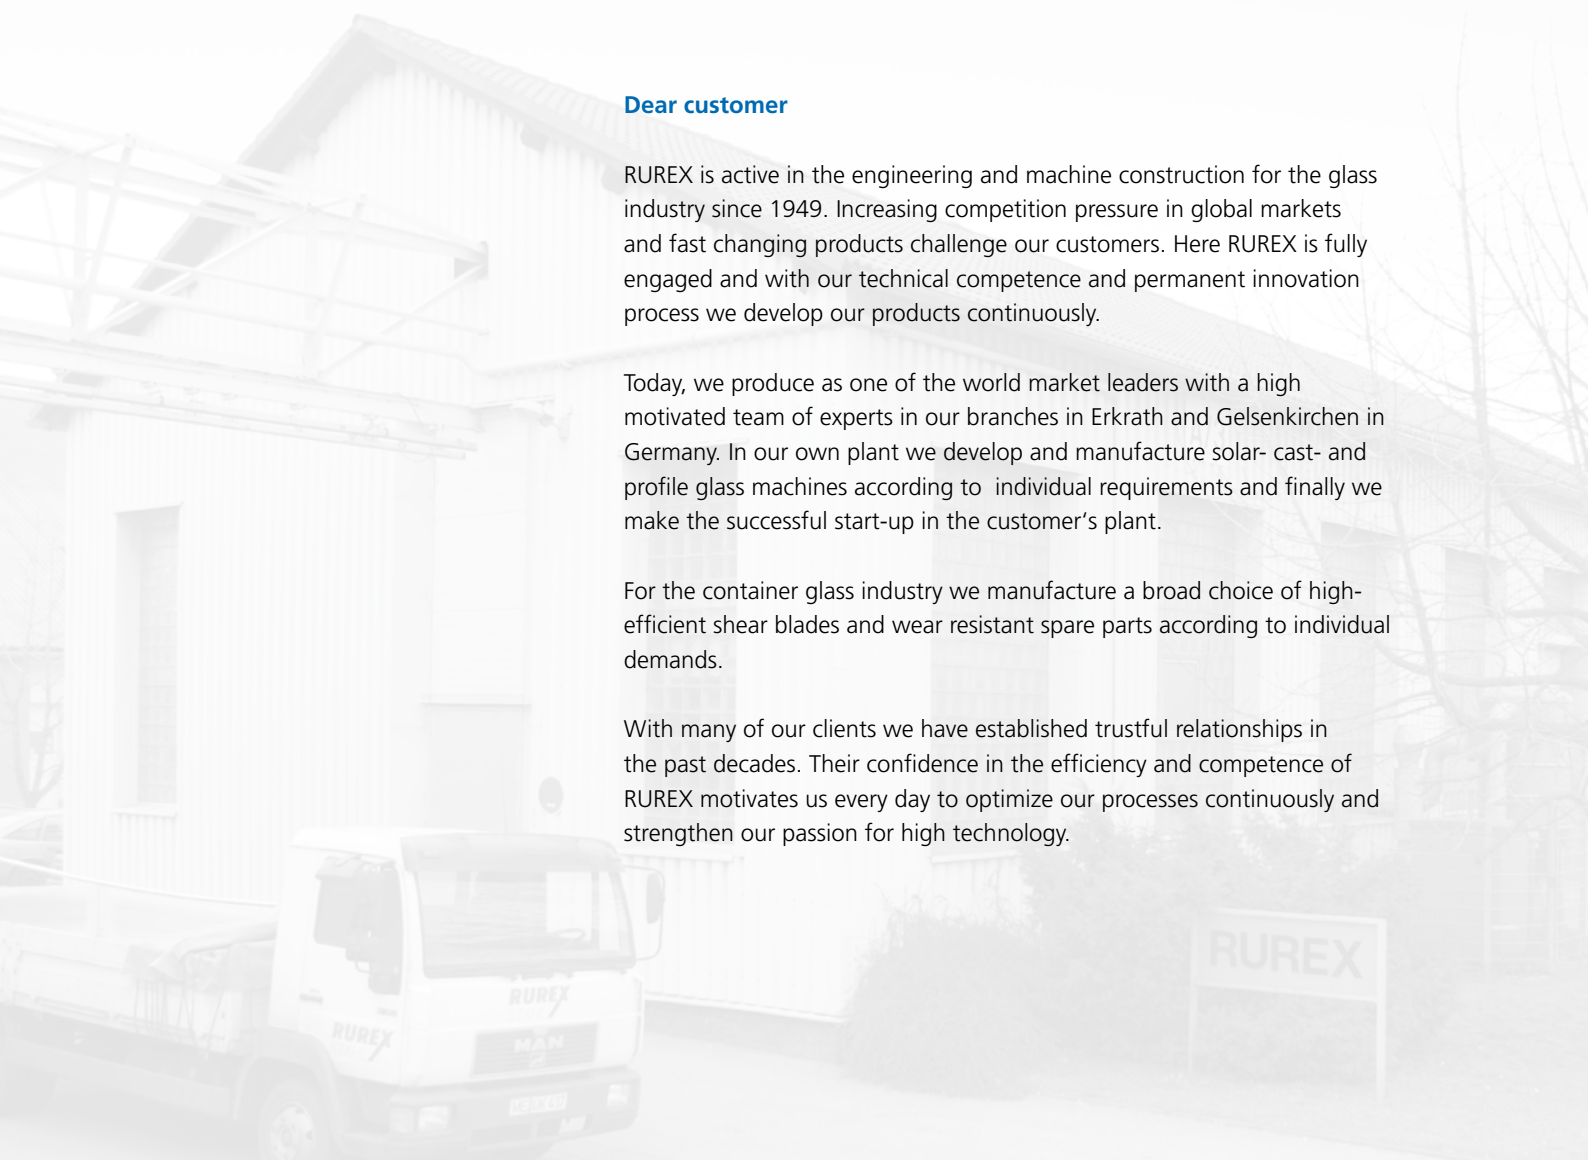 Dear customer
RUREX is active in the engineering and machine construction for the glass
industry since 1949. Increasing competition pressure in global markets
and fast changing products challenge our customers. Here RUREX is fully
engaged and with our technical competence and permanent innovation
process we develop our products continuously.
Today, we produce as one of the world market leaders with a high
motivated team of experts in our branches in Erkrath and Gelsenkirchen in
Germany. In our own plant we develop and manufacture solar- cast- and
profile glass machines according to  individual requirements and finally we
make the successful start-up in the customer‘s plant.
For the container glass industry we manufacture a broad choice of high-
efficient shear blades and wear resistant spare parts according to individual
demands.
With many of our clients we have established trustful relationships in
the past decades. Their confidence in the efficiency and competence of
RUREX motivates us every day to optimize our processes continuously and
strengthen our passion for high technology.
RUREX
RUREX
RUREX
MAN